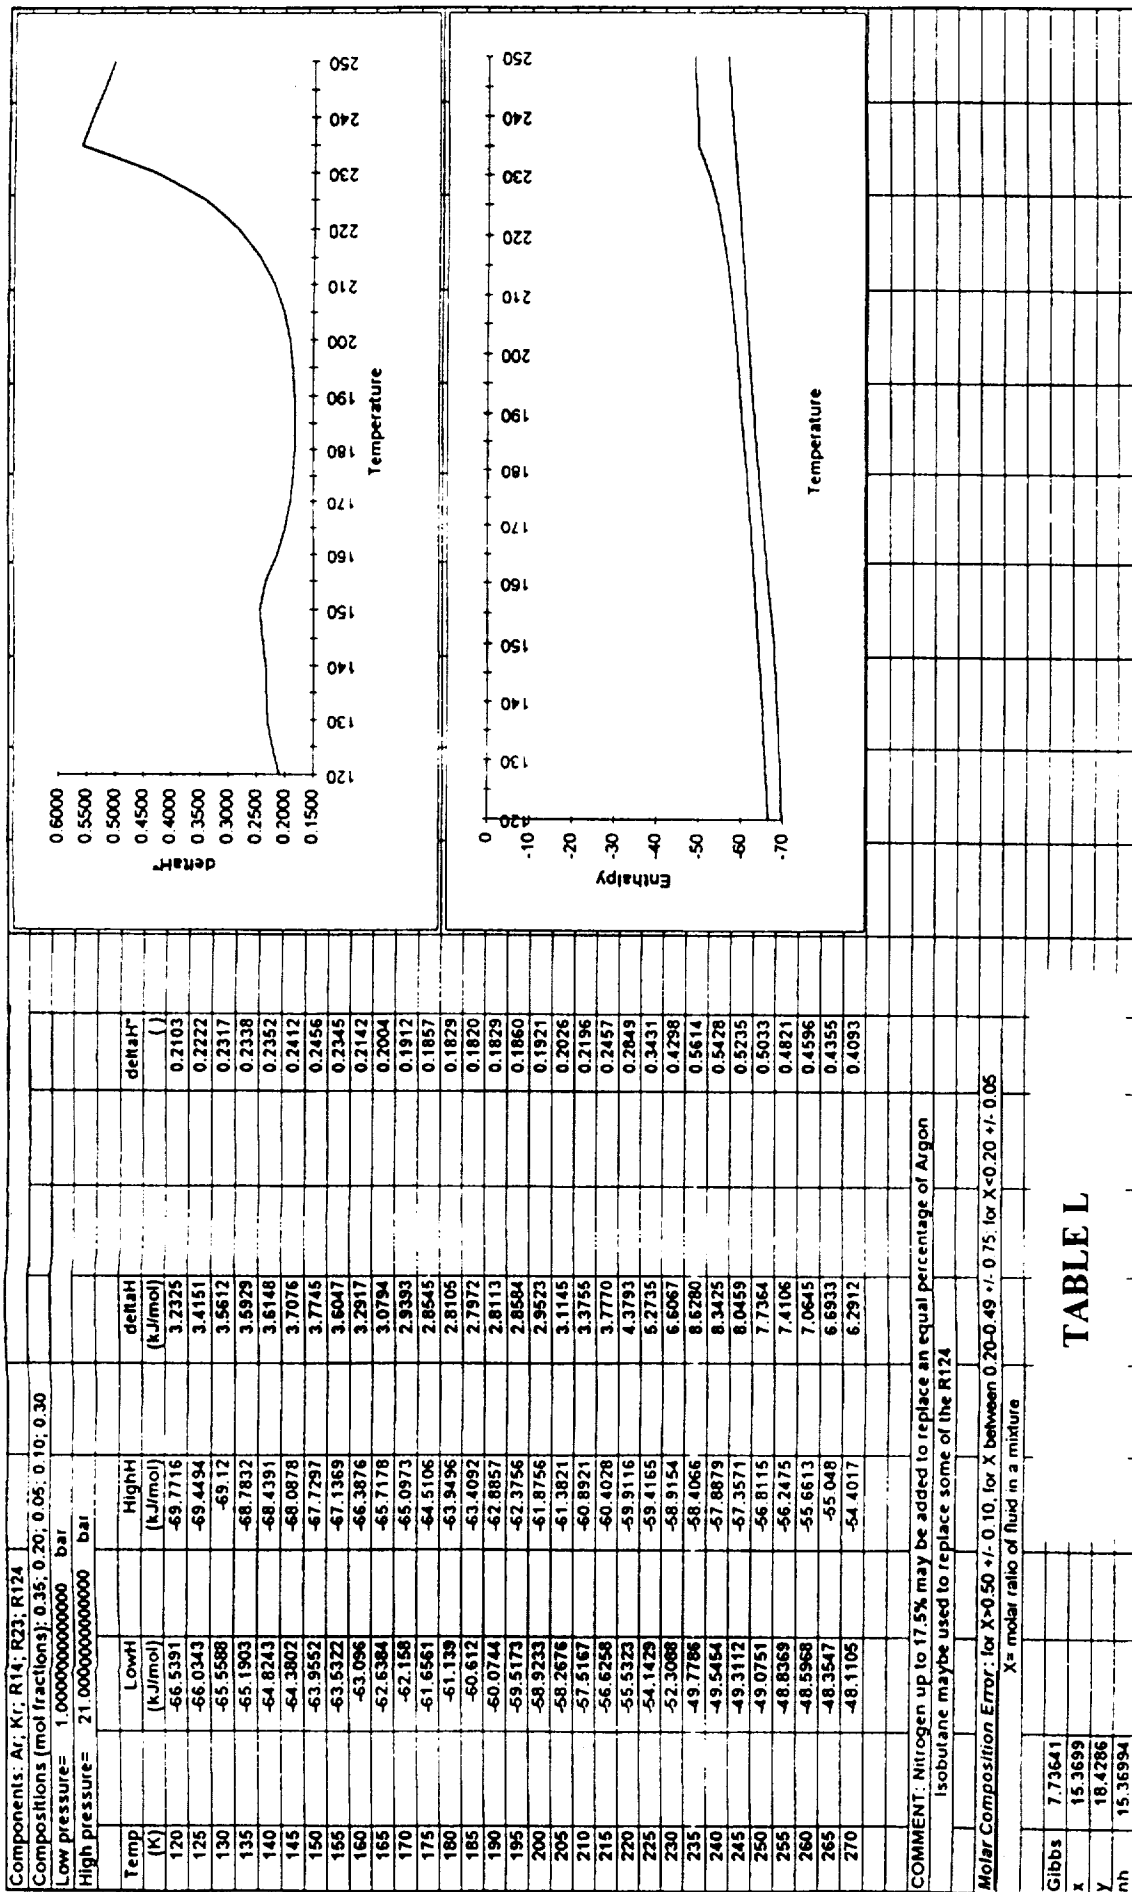 Components: Ar; Kr; R14; R23; R124
Compositions (mol fractions): 0.35; 0.20; 0.05; 0.10; 0.30
Low pressure= 1.00000000000000 bar
High pressure= 21.00000000000000 bar
Temp LowH HighH deltaH deltaH"
(K) (kJ/mol) (kJ/mol) (kJ/mol) ( )
120 -66.5391 -69.7716 3.2325 0.2103
125 -66.0343 -69.4494 3.4151 0.2222
130 -65.5588 -69.12 3.5612 0.2317
135 -65.1903 -68.7832 3.5929 0.2338
140 -64.8243 -68.4391 3.6148 0.2352
145 -64.3802 -68.0878 3.7076 0.2412
150 -63.9552 -67.7297 3.7745 0.2456
155 -63.5322 -67.1369 3.6047 0.2345
160 -63.096 -66.3876 3.2917 0.2142
165 -62.6384 -65.7178 3.0794 0.2004
170 -62.158 -65.0973 2.9393 0.1912
175 -61.6561 -64.5106 2.8545 0.1857
180 -61.139 -63.9496 2.8105 0.1829
185 -60.612 -63.4092 2.7972 0.1820
190 -60.0744 -62.8857 2.8113 0.1829
195 -59.5173 -62.3756 2.8584 0.1860
200 -58.9233 -61.8756 2.9523 0.1921
205 -58.2676 -61.3821 3.1145 0.2026
210 -57.5167 -60.8921 3.3755 0.2196
215 -56.6258 -60.4028 3.7770 0.2457
220 -55.5323 -59.9116 4.3793 0.2849
225 -54.1429 -59.4165 5.2735 0.3431
230 -52.3088 -58.9154 6.6067 0.4298
235 -49.7786 -58.4066 8.6280 0.5614
240 -49.5454 -57.8879 8.3425 0.5428
245 -49.3112 -57.3571 8.0459 0.5235
250 -49.0751 -56.8115 7.7364 0.5033
255 -48.8369 -56.2475 7.4106 0.4821
260 -48.5968 -55.6613 7.0645 0.4596
265 -48.3547 -55.048 6.6933 0.4355
270 -48.1105 -54.4017 6.2912 0.4093
COMMENT: Nitrogen up to 17.5% may be added to replace an equal percentage of Argon
Isobutane maybe used to replace some of the R124
Molar Composition Error: for X>0.50 +/- 0.10, for X between 0.20-0.49 +/- 0.75, for X<0.20 +/- 0.05
X= molar ratio of fluid in a mixture
Gibbs 7.73641
x 15.3699
y 18.4286
nh 15.36994
TABLE L
deltaH"
0.6000
0.5500
0.5000
0.4500
0.4000
0.3500
0.3000
0.2500
0.2000
0.1500
120 130 140 150 160 170 180 190 200 210 220 230 240 250
Temperature
Enthalpy
0
-10
-20
-30
-40
-50
-60
-70
120 130 140 150 160 170 180 190 200 210 220 230 240 250
Temperature